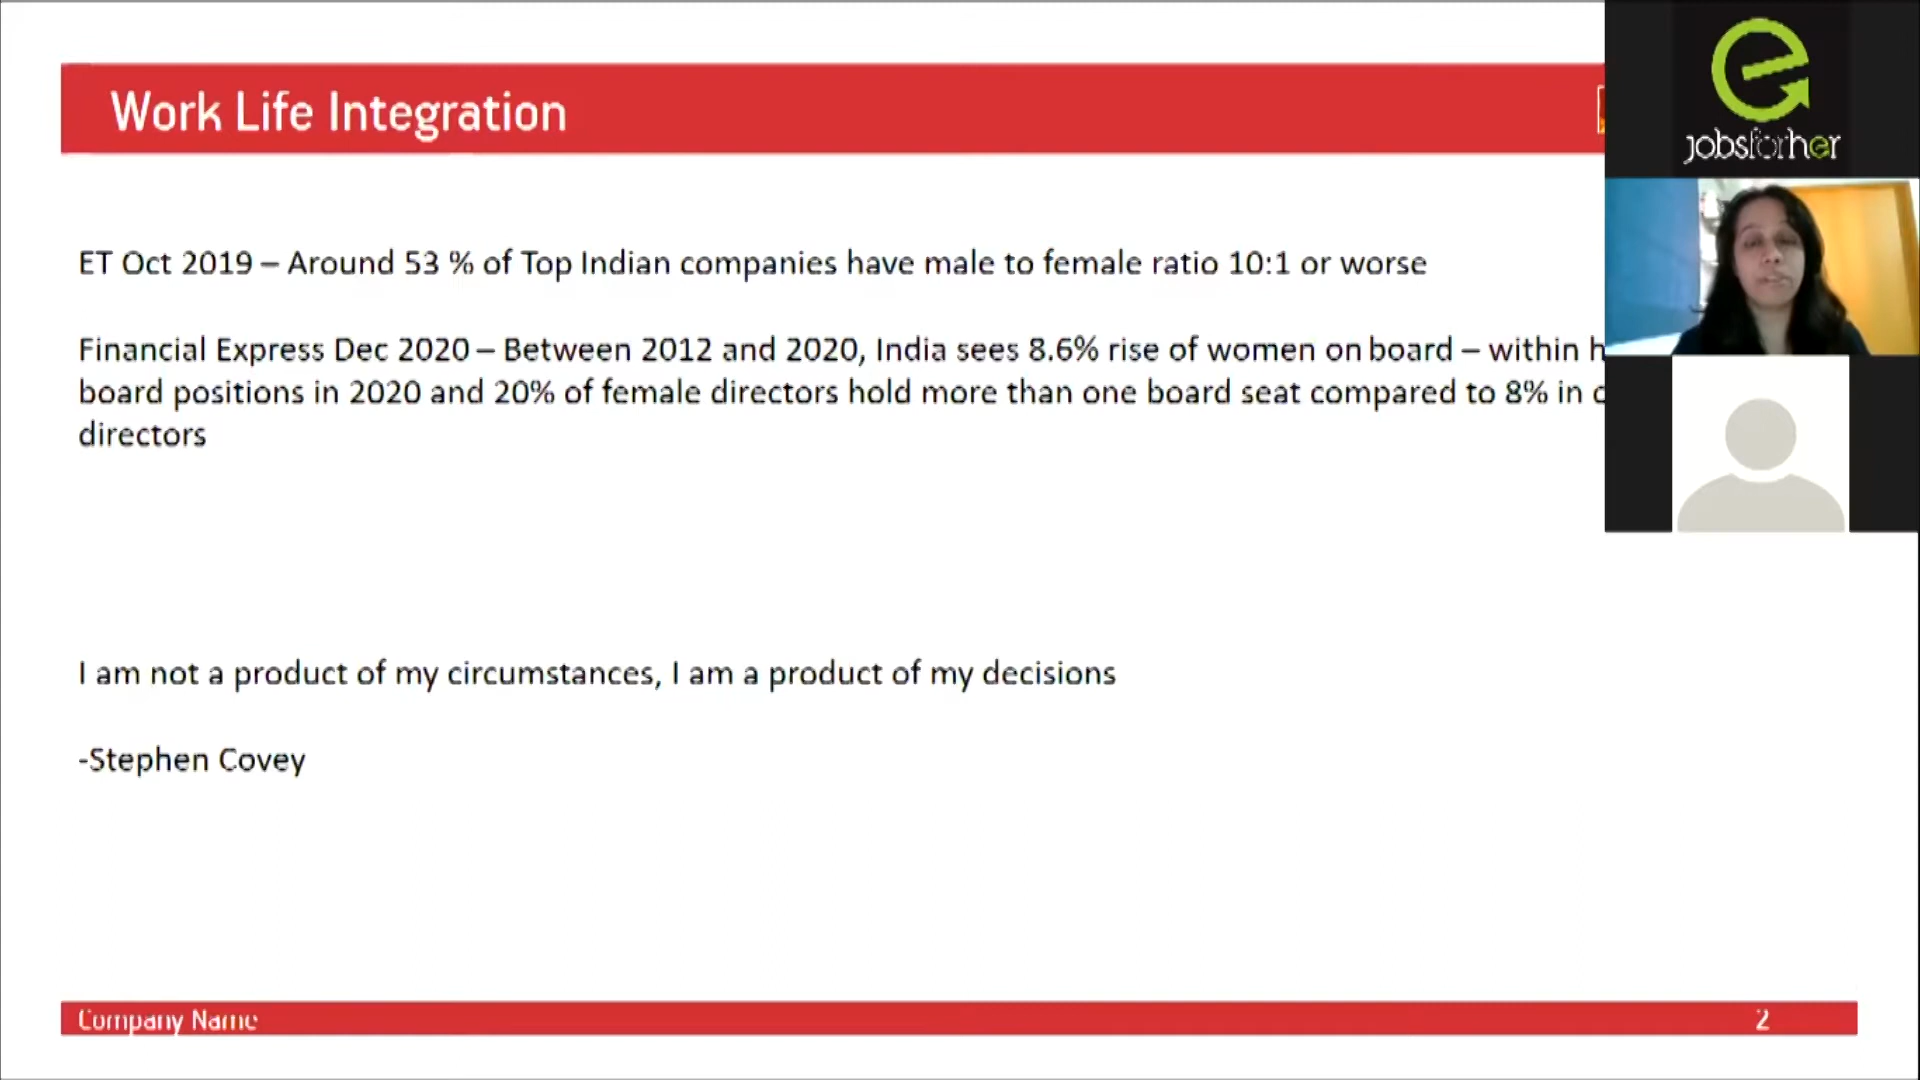 Work Life Integration
jobsforher
ET Oct 2019 – Around 53 % of Top Indian companies have male to female ratio 10:1 or worse
Financial Express Dec 2020 – Between 2012 and 2020, India sees 8.6% rise of women on board – within
board positions in 2020 and 20% of female directors hold more than one board seat compared to 8% in
directors
I am not a product of my circumstances, I am a product of my decisions
-Stephen Covey
Company Name
2